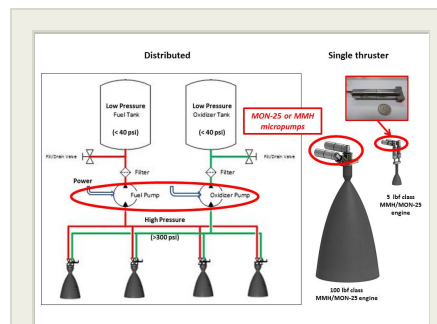 Distributed
Single thruster
Low Pressure
Fuel Tank
(< 40 psi)
Low Pressure
Oxidizer Tank
(< 40 psi)
MON-25 or MMH
micropumps
Fill/Drain Valve
Fill/Drain Valve
Filter
Filter
Power
Fuel Pump
Oxidizer Pump
High Pressure
(>300 psi)
5 lbf class
MMH/MON-25
engine
100 lbf class
MMH/MON-25 engine